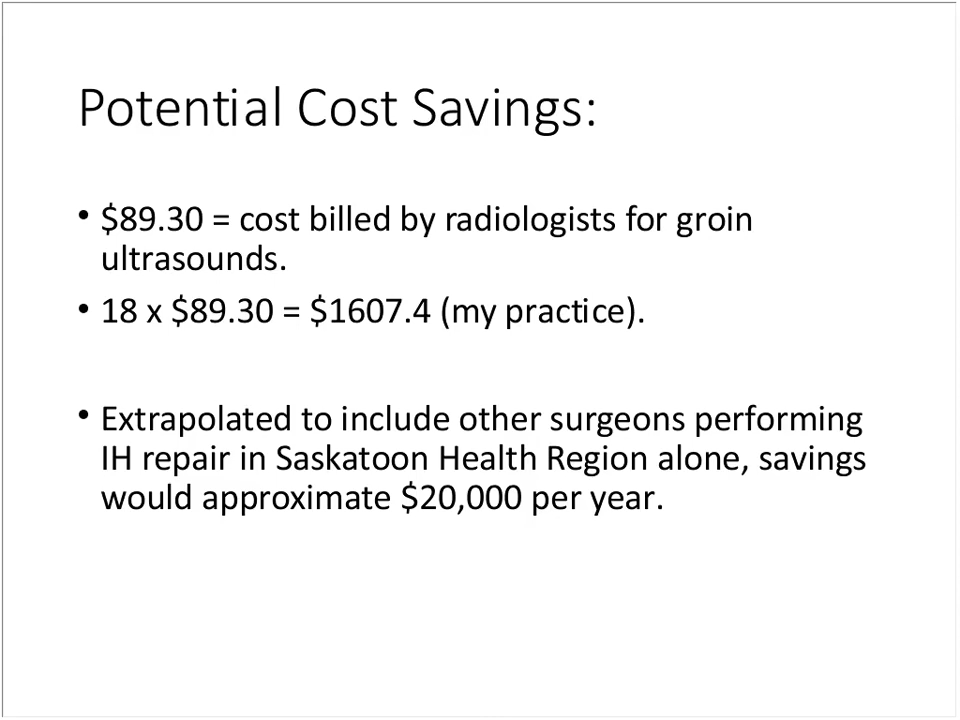 Potential Cost Savings:
• $89.30 = cost billed by radiologists for groin
ultrasounds.
• 18 x $89.30 = $1607.4 (my practice).
• Extrapolated to include other surgeons performing
IH repair in Saskatoon Health Region alone, savings
would approximate $20,000 per year.